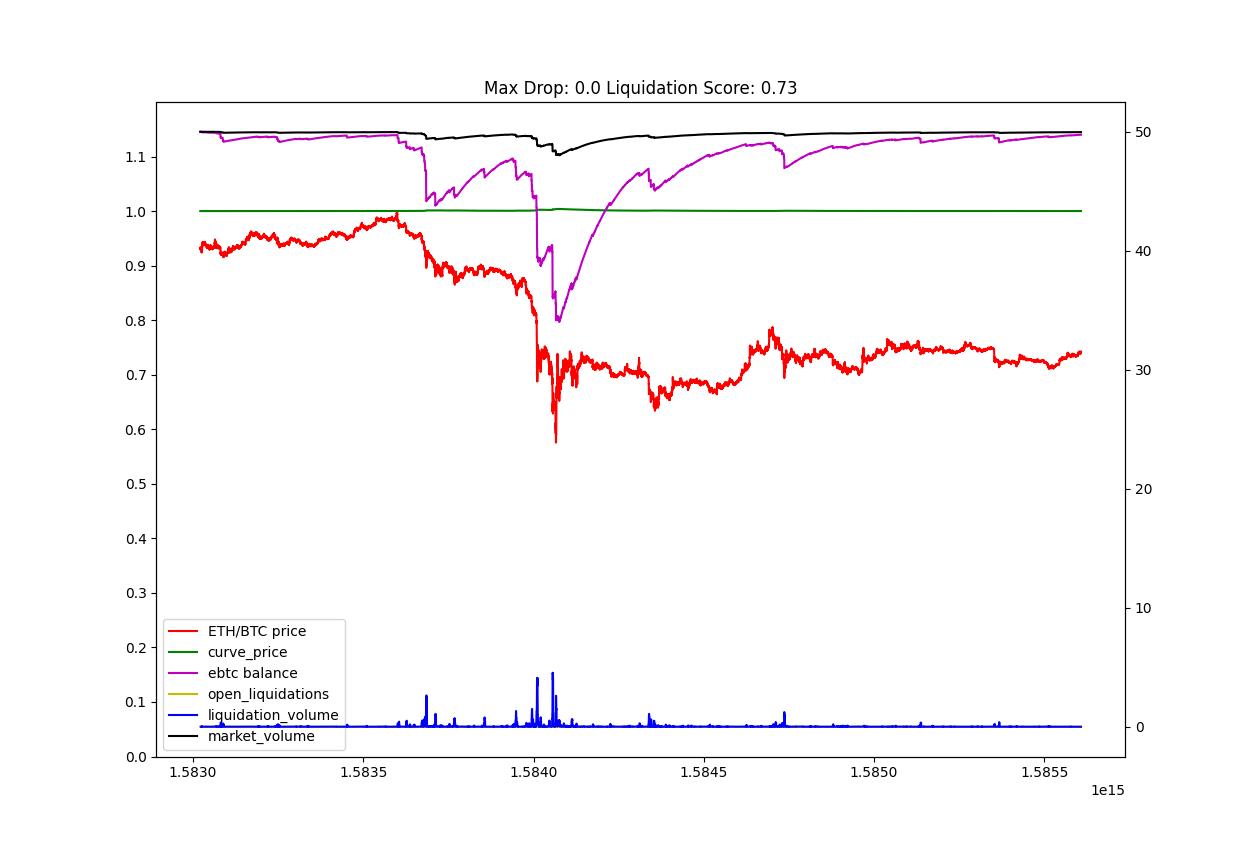 Max Drop: 0.0 Liquidation Score: 0.73
1.1
1.0
0.9
0.8
0.7
0.6
0.5
0.4
0.3
0.2
0.1
0.0
50
40
30
20
10
0
ETH/BTC price
curve_price
ebtc balance
open_liquidations
liquidation_volume
market_volume
1.5830 1.5835 1.5840 1.5845 1.5850 1.5855
1e15